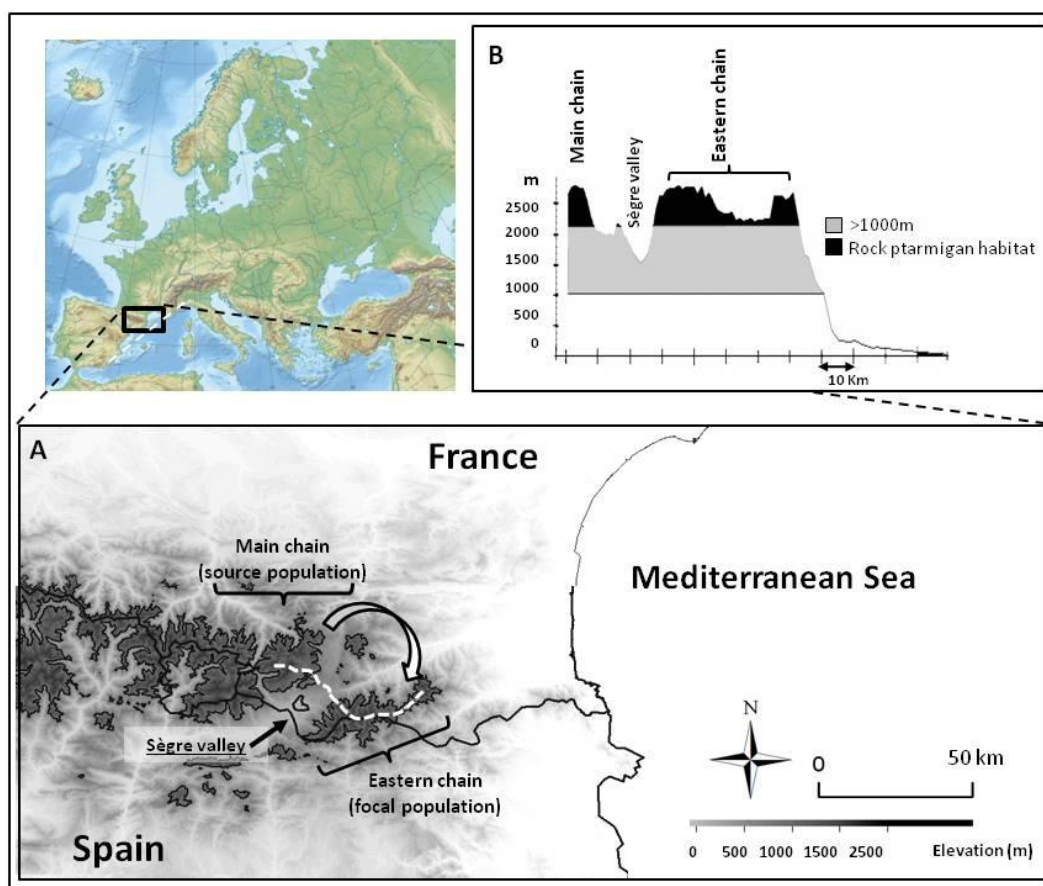 B
Main chain
Sègre valley
Eastern chain
m
2500
2000
1500
1000
500
0
>1000m
Rock ptarmigan habitat
10 Km
A
France
Main chain
(source population)
Mediterranean Sea
Sègre valley
Eastern chain
(focal population)
Spain
N
0
50 km
0 500 1000 1500 2500 Elevation (m)